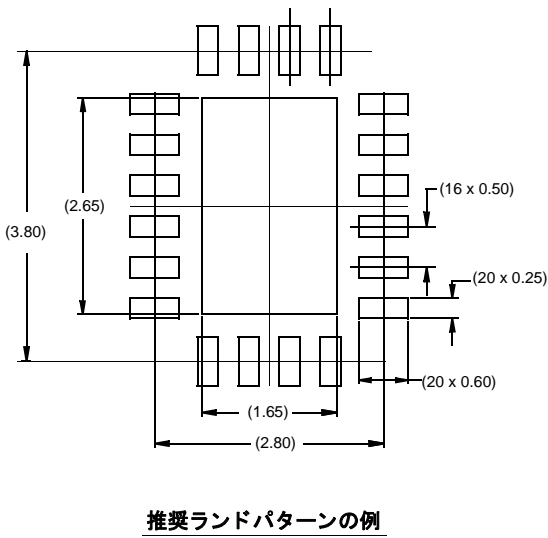 (16 x 0.50)
(2.65)
(3.80)
(20 x 0.25)
(20 x 0.60)
(1.65)
(2.80)
推奨ランドパターンの例